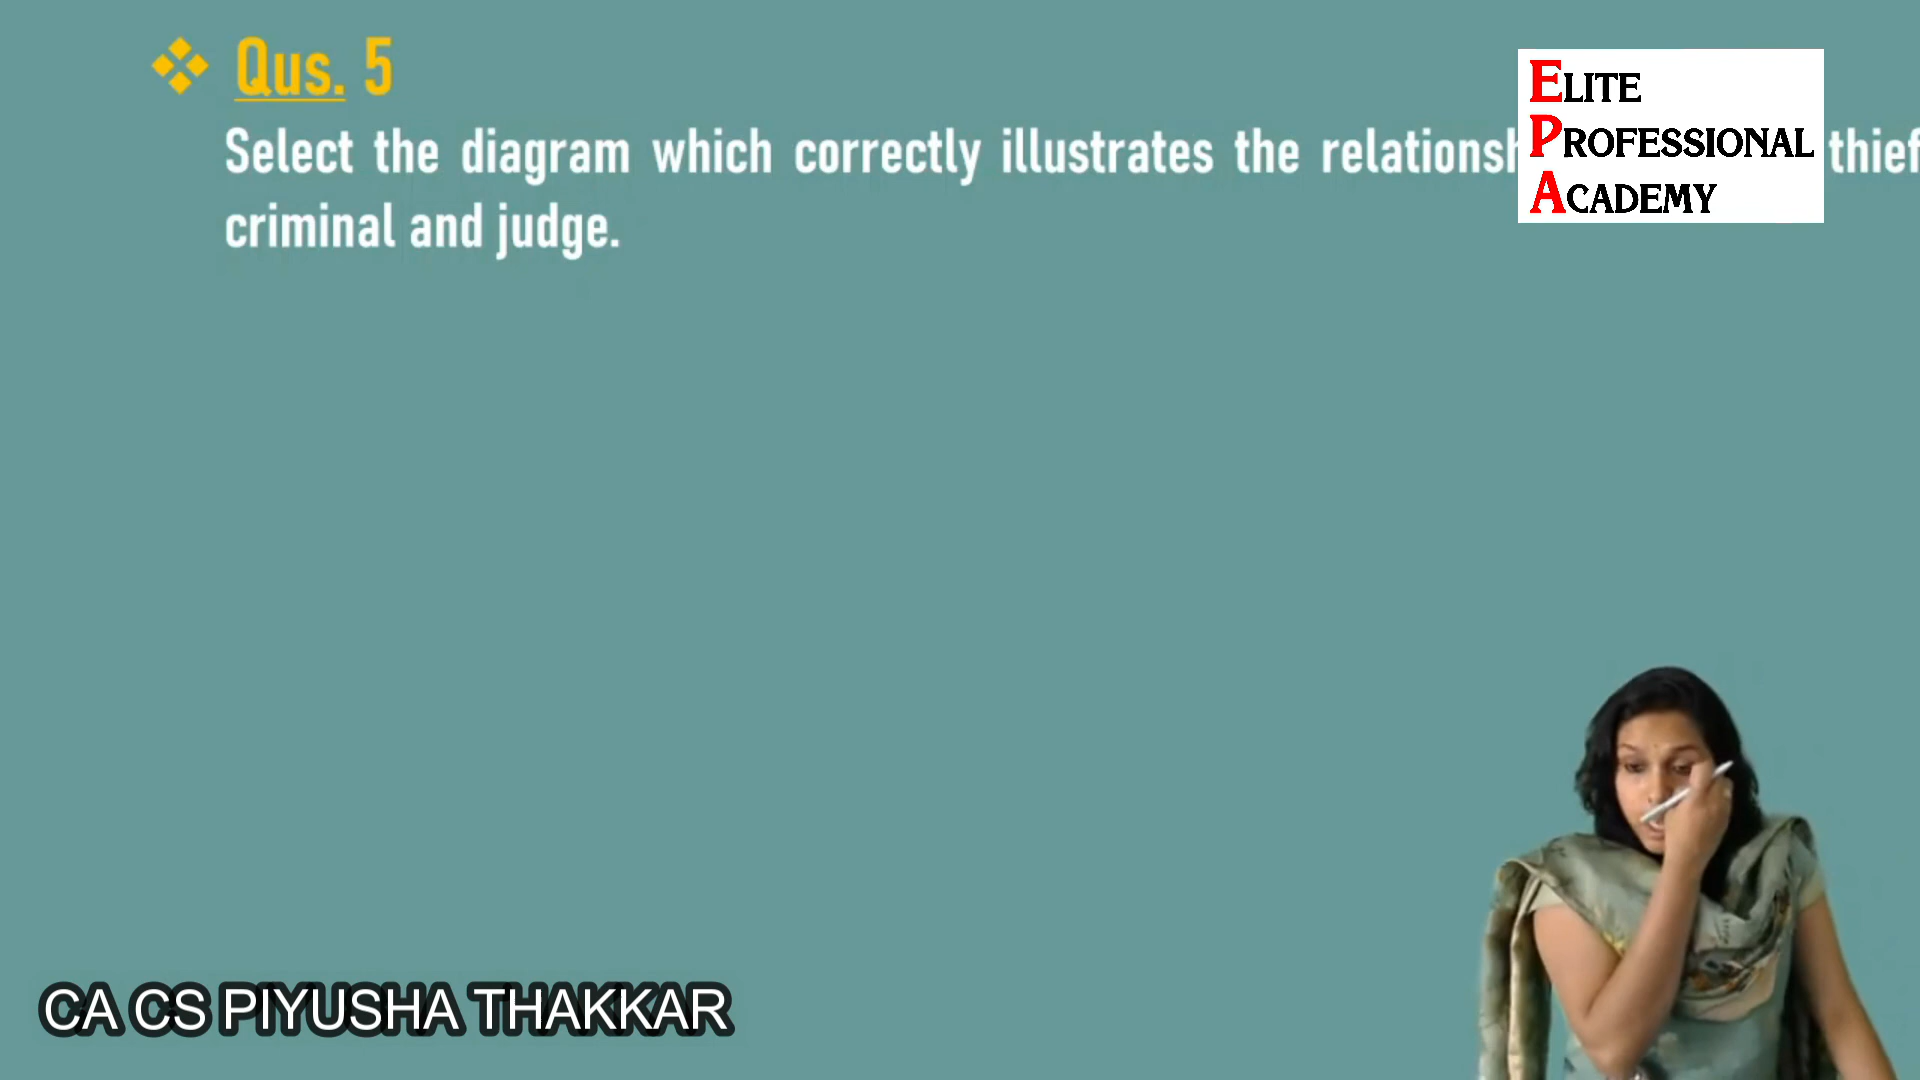 Qus. 5
Select the diagram which correctly illustrates the thief
criminal and judge.
ELITE
PROFESSIONAL
ACADEMY
CA CS PIYUSHA THAKKAR